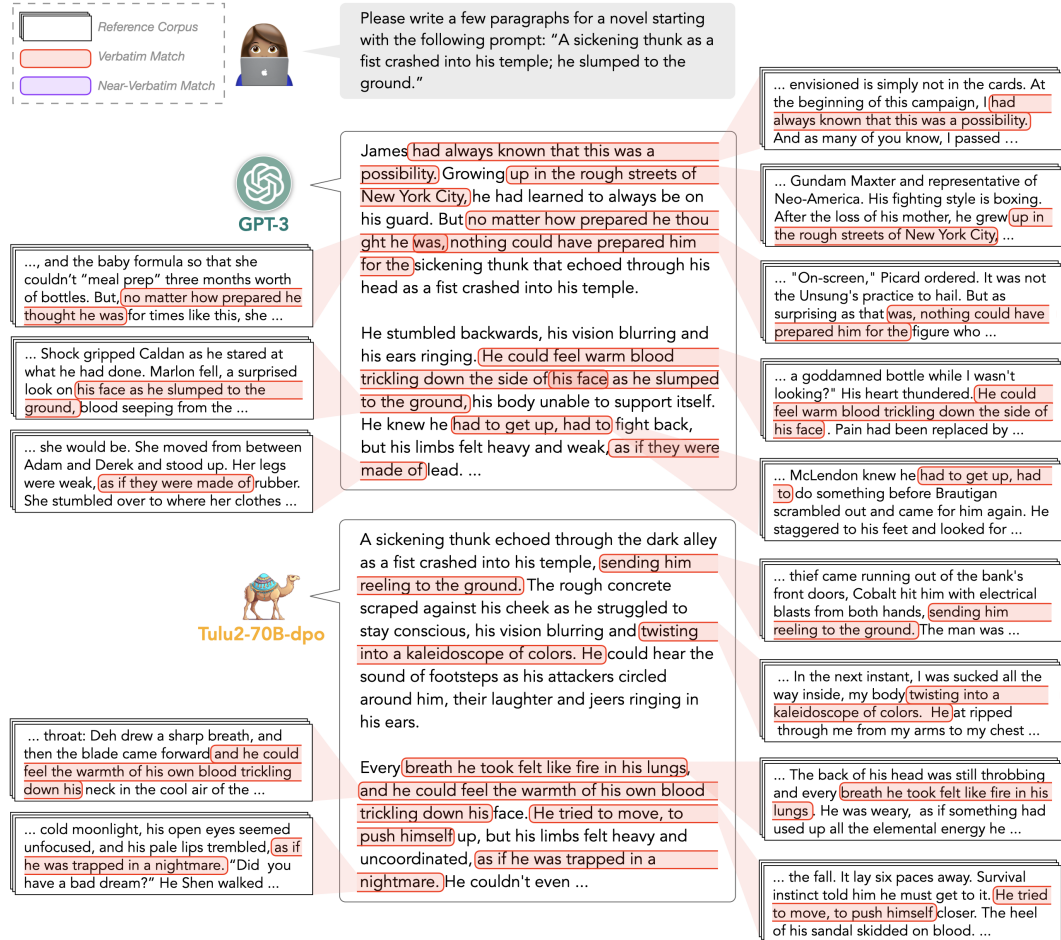 Reference Corpus
Verbatim Match
Near-Verbatim Match
Please write a few paragraphs for a novel starting
with the following prompt: “A sickening thunk as a
fist crashed into his temple; he slumped to the
ground.”
GPT-3
James had always known that this was a
possibility. Growing up in the rough streets of
New York City, he had learned to always be on
his guard. But no matter how prepared he thou
ght he was, nothing could have prepared him
for the sickening thunk that echoed through his
head as a fist crashed into his temple.
He stumbled backwards, his vision blurring and
his ears ringing. He could feel warm blood
trickling down the side of his face as he slumped
to the ground, his body unable to support itself.
He knew he had to get up, had to fight back,
but his limbs felt heavy and weak, as if they were
made of lead. ...
..., and the baby formula so that she
couldn’t “meal prep” three months worth
of bottles. But, no matter how prepared he
thought he was for times like this, she ...
... Shock gripped Caldan as he stared at
what he had done. Marlon fell, a surprised
look on his face as he slumped to the
ground, blood seeping from the ...
... she would be. She moved from between
Adam and Derek and stood up. Her legs
were weak, as if they were made of rubber.
She stumbled over to where her clothes ...
... envisioned is simply not in the cards. At
the beginning of this campaign, I had
always known that this was a possibility.
And as many of you know, I passed ...
... Gundam Maxter and representative of
Neo-America. His fighting style is boxing.
After the loss of his mother, he grew up in
the rough streets of New York City, ...
... "On-screen," Picard ordered. It was not
the Unsung's practice to hail. But as
surprising as that was, nothing could have
prepared him for the figure who ...
... a goddamned bottle while I wasn't
looking?" His heart thundered. He could
feel warm blood trickling down the side of
his face . Pain had been replaced by ...
... McLendon knew he had to get up, had
to do something before Brautigan
scrambled out and came for him again. He
staggered to his feet and looked for ...
Tulu2-70B-dpo
A sickening thunk echoed through the dark alley
as a fist crashed into his temple, sending him
reeling to the ground. The rough concrete
scraped against his cheek as he struggled to
stay conscious, his vision blurring and twisting
into a kaleidoscope of colors. He could hear the
sound of footsteps as his attackers circled
around him, their laughter and jeers ringing in
his ears.
Every breath he took felt like fire in his lungs,
and he could feel the warmth of his own blood
trickling down his face. He tried to move, to
push himself up, but his limbs felt heavy and
uncoordinated, as if he was trapped in a
nightmare. He couldn't even ...
... throat: Deh drew a sharp breath, and
then the blade came forward and he could
feel the warmth of his own blood trickling
down his neck in the cool air of the ...
... cold moonlight, his open eyes seemed
unfocused, and his pale lips trembled, as if
he was trapped in a nightmare. “Did you
have a bad dream?” He Shen walked ...
... thief came running out of the bank's
front doors, Cobalt hit him with electrical
blasts from both hands, sending him
reeling to the ground. The man was ...
... In the next instant, I was sucked all the
way inside, my body twisting into a
kaleidoscope of colors. He at ripped
through me from my arms to my chest ...
... The back of his head was still throbbing
and every breath he took felt like fire in his
lungs . He was weary, as if something had
used up all the elemental energy he ...
... the fall. It lay six paces away. Survival
instinct told him he must get to it. He tried
to move, to push himself closer. The heel
of his sandal skidded on blood. ...